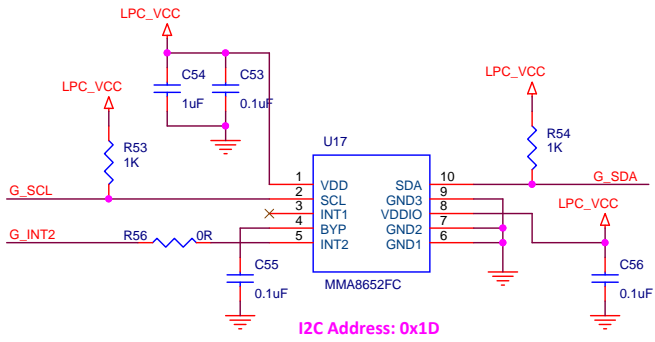 LPC_VCC
LPC_VCC
C54
1uF
C53
0.1uF
LPC_VCC
R53
1K
R54
1K
U17
G_SCL
G_SDA
G_INT2
R56
0R
1 VDD
2 SCL
3 INT1
4 BYP
5 INT2
10 SDA
9 GND3
8 VDDIO
7 GND2
6 GND1
LPC_VCC
C55
0.1uF
C56
0.1uF
MMA8652FC
I2C Address: 0x1D